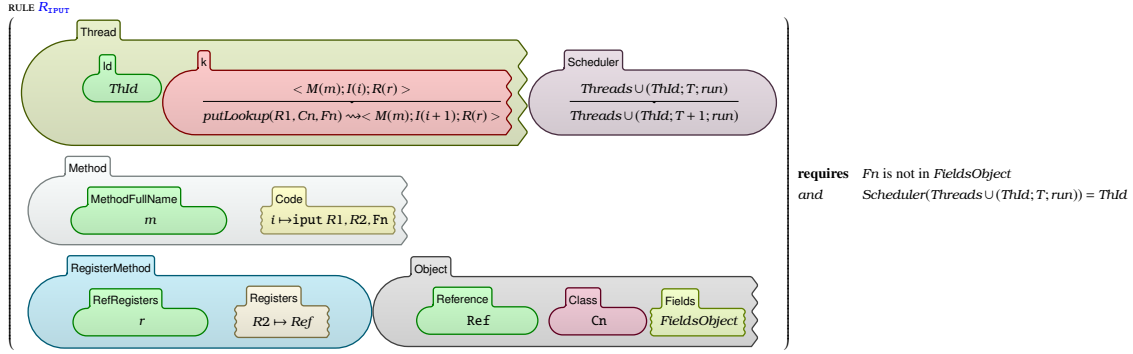 RULE R_IPUT
Thread
Id
ThId
k
< M(m); I(i); R(r) >
putLookup(R1, Cn, Fn) ⤳< M(m); I(i+1); R(r) >
Scheduler
Threads ∪ (ThId; T; run)
Threads ∪ (ThId; T+1; run)
Method
MethodFullName
m
Code
i ↦ iput R1, R2, Fn
requires Fn is not in FieldsObject
and Scheduler(Threads ∪ (ThId; T; run)) = ThId
RegisterMethod
RefRegisters
r
Registers
R2 ↦ Ref
Object
Reference
Ref
Class
Cn
Fields
FieldsObject